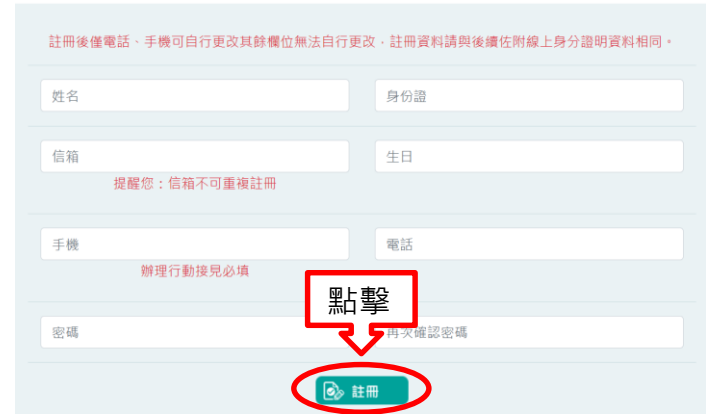 註冊後僅電話、手機可自行更改其餘欄位無法自行更改，註冊資料請與後續佐附線上身分證明資料相同。
姓名
身份證
信箱
生日
提醒您：信箱不可重複註冊
手機
電話
辦理行動接見必填
點擊
密碼
再次確認密碼
註冊